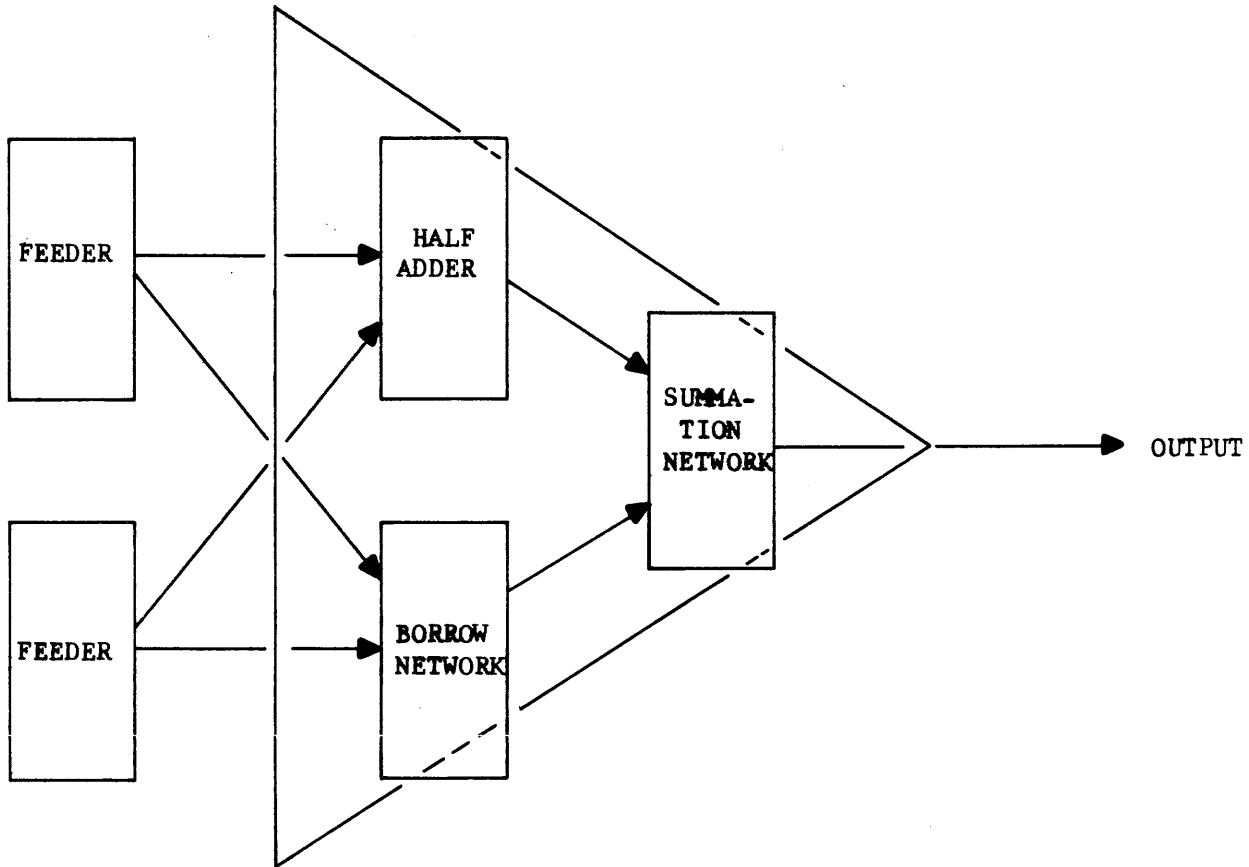 FEEDER
HALF
ADDER
SUMMA-
TION
NETWORK
OUTPUT
FEEDER
BORROW
NETWORK